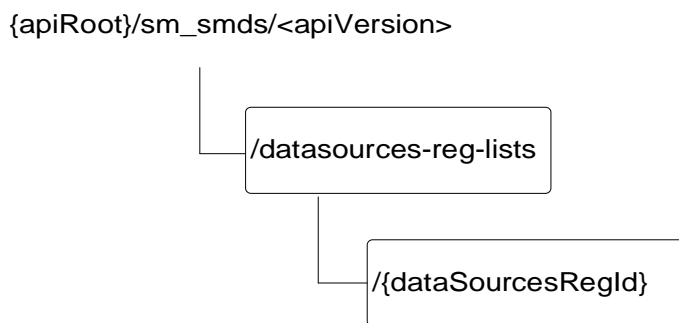 {apiRoot}/sm_smds/<apiVersion>
/datasources-reg-lists
/{dataSourcesRegId}